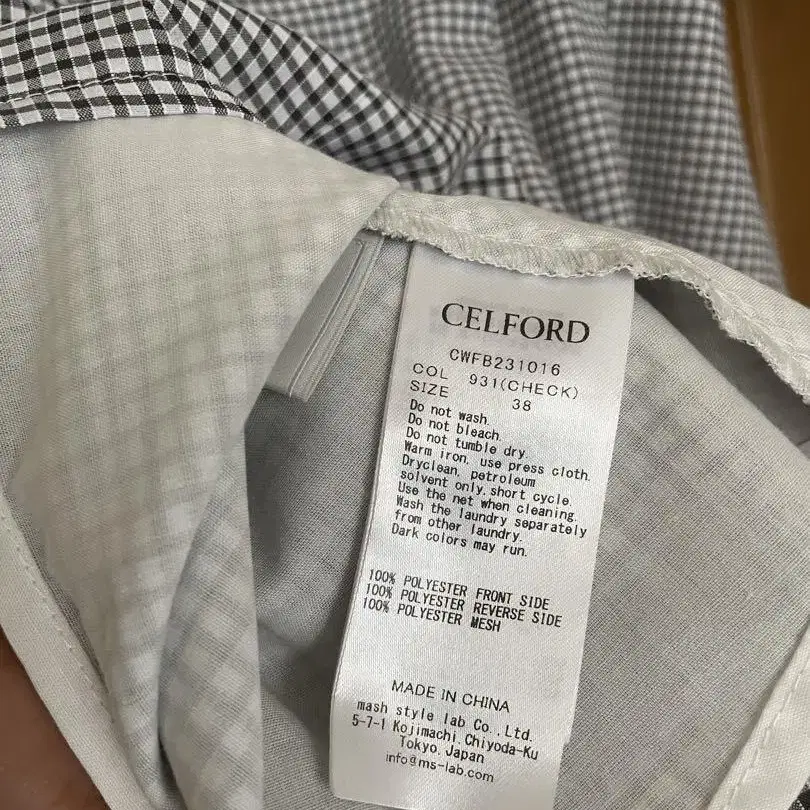 CELFORD
CWFB231016
COL 931(CHECK)
SIZE 38
Do not wash.
Do not bleach.
Do not tumble dry.
Warm iron, use press cloth.
Dryclean, petroleum
solvent only, short cycle.
Use the net when cleaning.
Wash the laundry separately
from other laundry.
Dark colors may run.
100% POLYESTER FRONT SIDE
100% POLYESTER REVERSE SIDE
100% POLYESTER MESH
MADE IN CHINA
mash style lab Co.,Ltd.
5-7-1 Kojimachi Chiyoda-Ku
Tokyo, Japan
info@ms-lab.com